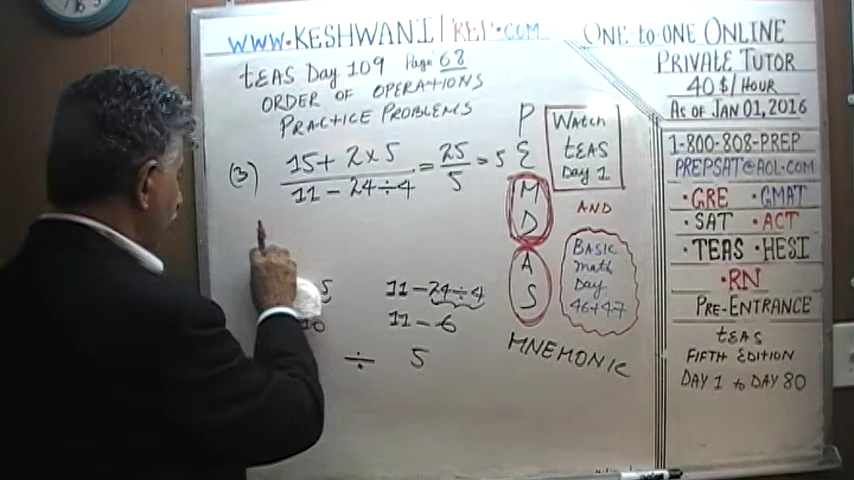 WWW.KESHWANIPREP.COM
tEAS Day 109 Page 68
ORDER OF OPERATIONS
PRACTICE PROBLEMS
(3) 15 + 2 x 5 / 11 - 24 ÷ 4 = 25 / 5 = 5
5 11 - 24 ÷ 4
10 11 - 6
÷ 5
P
E
M
D
A
S
MNEMONIC
Watch
tEAS
Day 1
AND
BASIC
math
Day
46+47
ONE-to-ONE ONLINE
PRIVATE TUTOR
40$/HOUR
AS OF JAN 01, 2016
1-800-808-PREP
PREPSAT@AOL.COM
•GRE •GMAT
•SAT •ACT
•TEAS •HESI
•RN
PRE-ENTRANCE
tEAS
FIFTH EDITION
DAY 1 to DAY 80